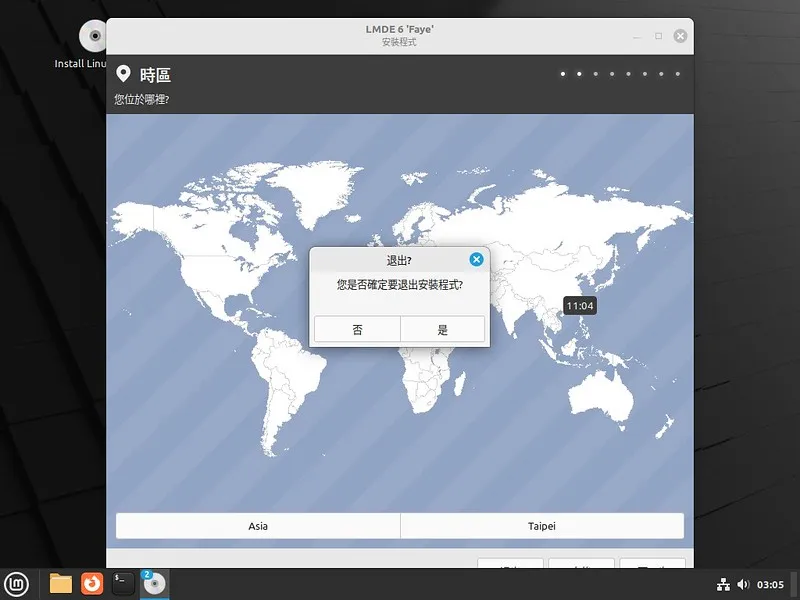 Install Linu
LMDE 6 'Faye'
安裝程式
時區
您位於哪裡?
退出?
您是否確定要退出安裝程式?
否
是
11:04
Asia
Taipei
2
03:05